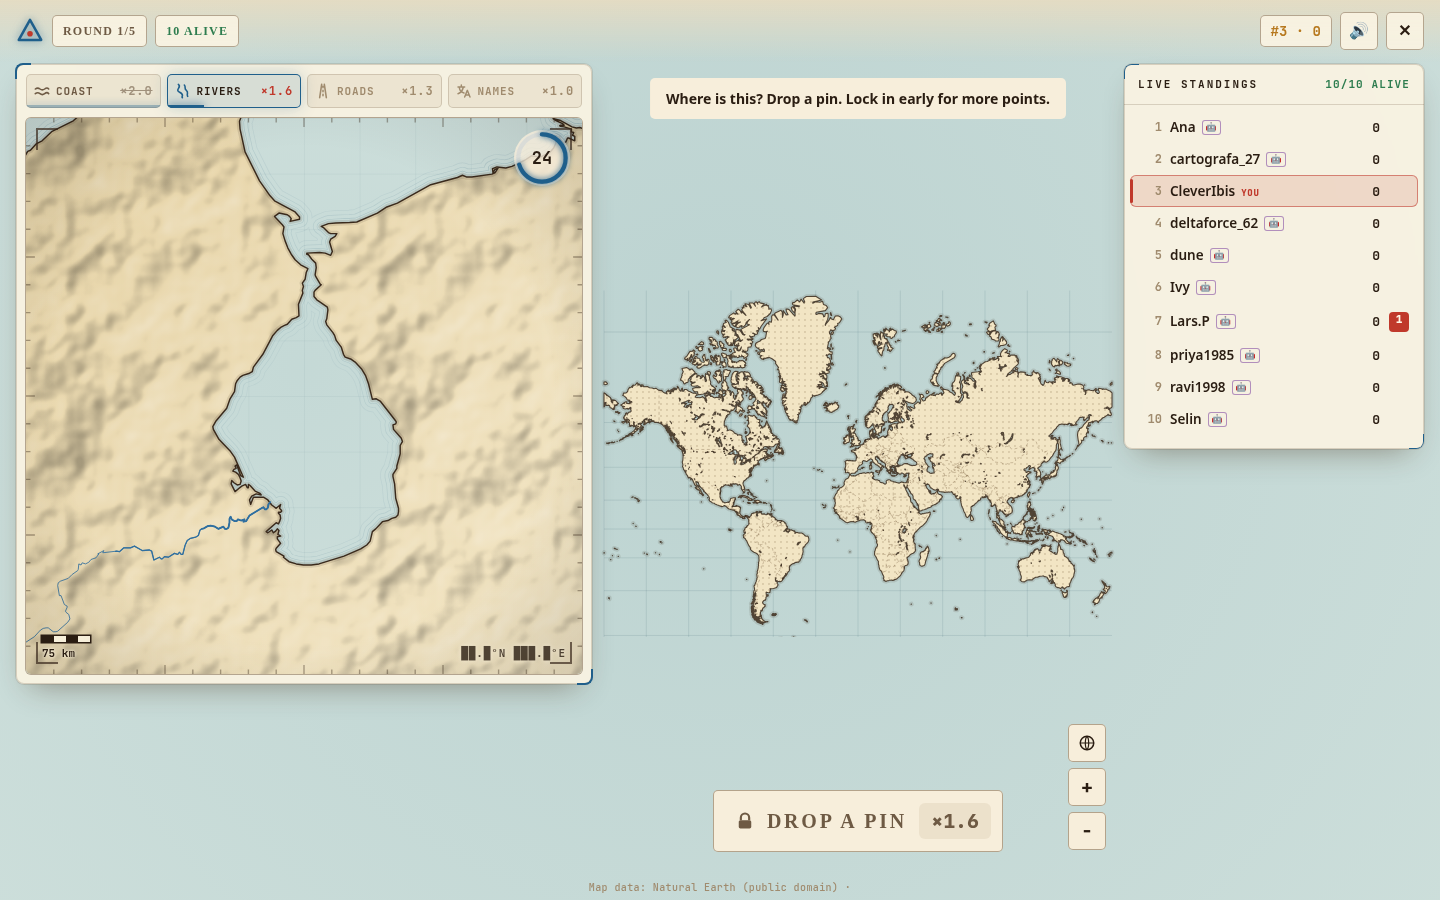 ROUND 1/5
10 ALIVE
#3 · 0
COAST ×2.0
RIVERS ×1.6
ROADS ×1.3
NAMES ×1.0
24
75 km
██.█°N ███.█°E
Where is this? Drop a pin. Lock in early for more points.
DROP A PIN ×1.6
+
-
LIVE STANDINGS 10/10 ALIVE
1 Ana 0
2 cartografa_27 0
3 CleverIbis YOU 0
4 deltaforce_62 0
5 dune 0
6 Ivy 0
7 Lars.P 0 1
8 priya1985 0
9 ravi1998 0
10 Selin 0
Map data: Natural Earth (public domain) ·